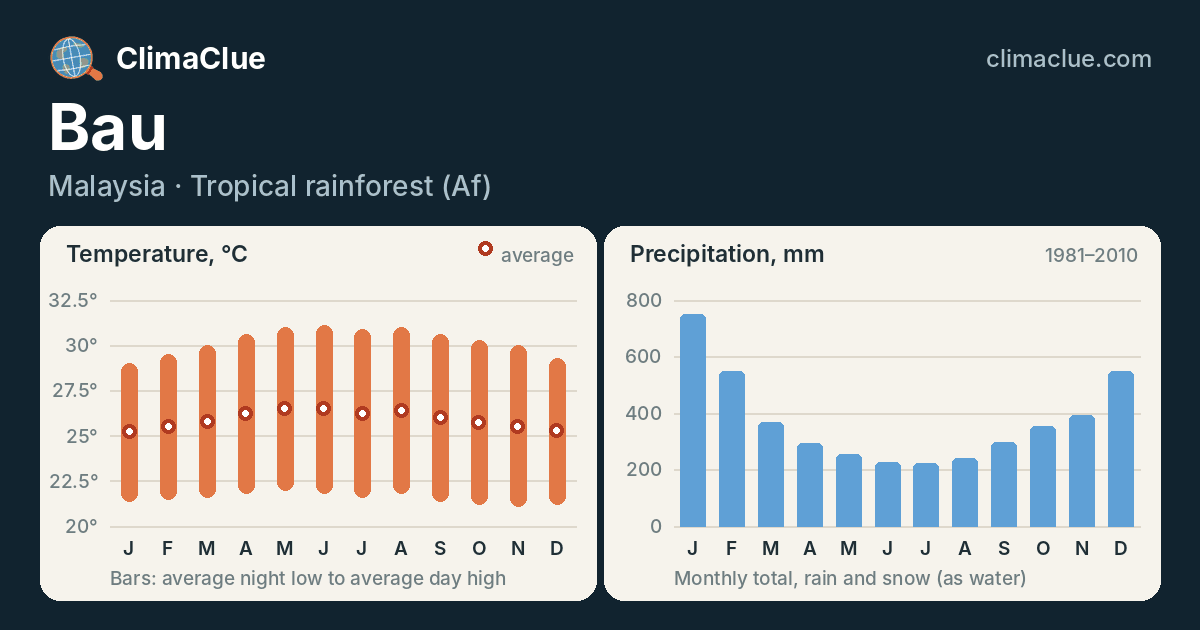 ClimaClue
climaclue.com
Bau
Malaysia · Tropical rainforest (Af)
Temperature, °C
average
32.5°
30°
27.5°
25°
22.5°
20°
J F M A M J J A S O N D
Bars: average night low to average day high
Precipitation, mm
1981–2010
800
600
400
200
0
J F M A M J J A S O N D
Monthly total, rain and snow (as water)